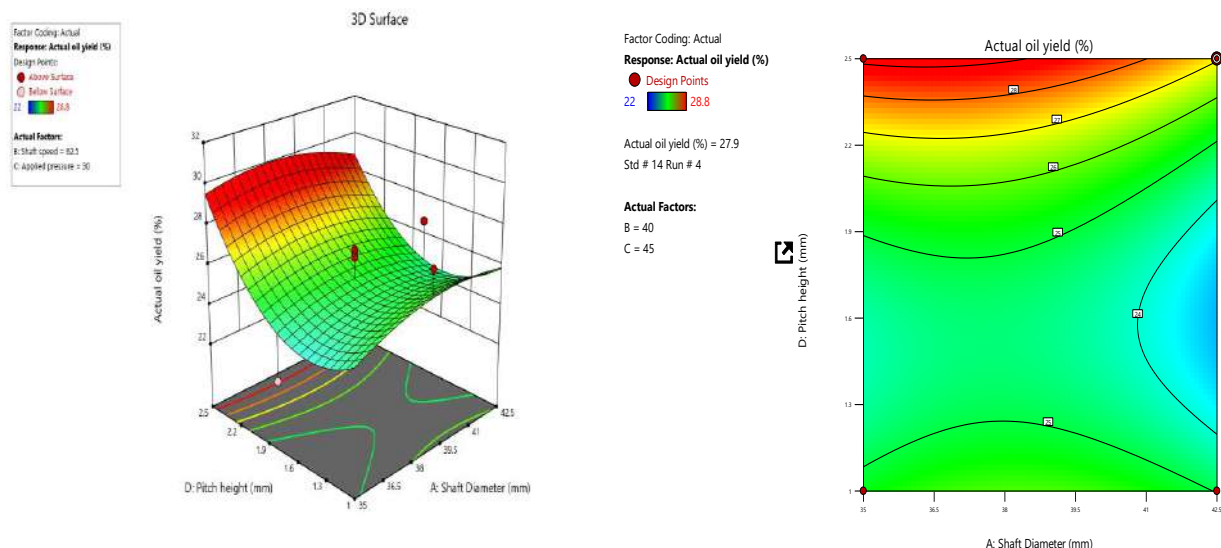 3D Surface
Factor Coding: Actual
Response: Actual oil yield (%)
Design Points:
Above Surface
Below Surface
22 28.8
Actual Factors:
B: Shaft speed = 62.5
C: Applied pressure = 30
32
30
28
26
24
22
Actual oil yield (%)
2.5
2.2
1.9
1.6
1.3
1
D: Pitch height (mm)
35
36.5
38
39.5
41
42.5
A: Shaft Diameter (mm)
Factor Coding: Actual
Response: Actual oil yield (%)
Design Points
22 28.8
Actual oil yield (%) = 27.9
Std # 14 Run # 4
Actual Factors:
B = 40
C = 45
Actual oil yield (%)
2.5
2.2
1.9
1.6
1.3
1
D: Pitch height (mm)
28
27
26
25
24
25
35
36.5
38
39.5
41
42.5
A: Shaft Diameter (mm)